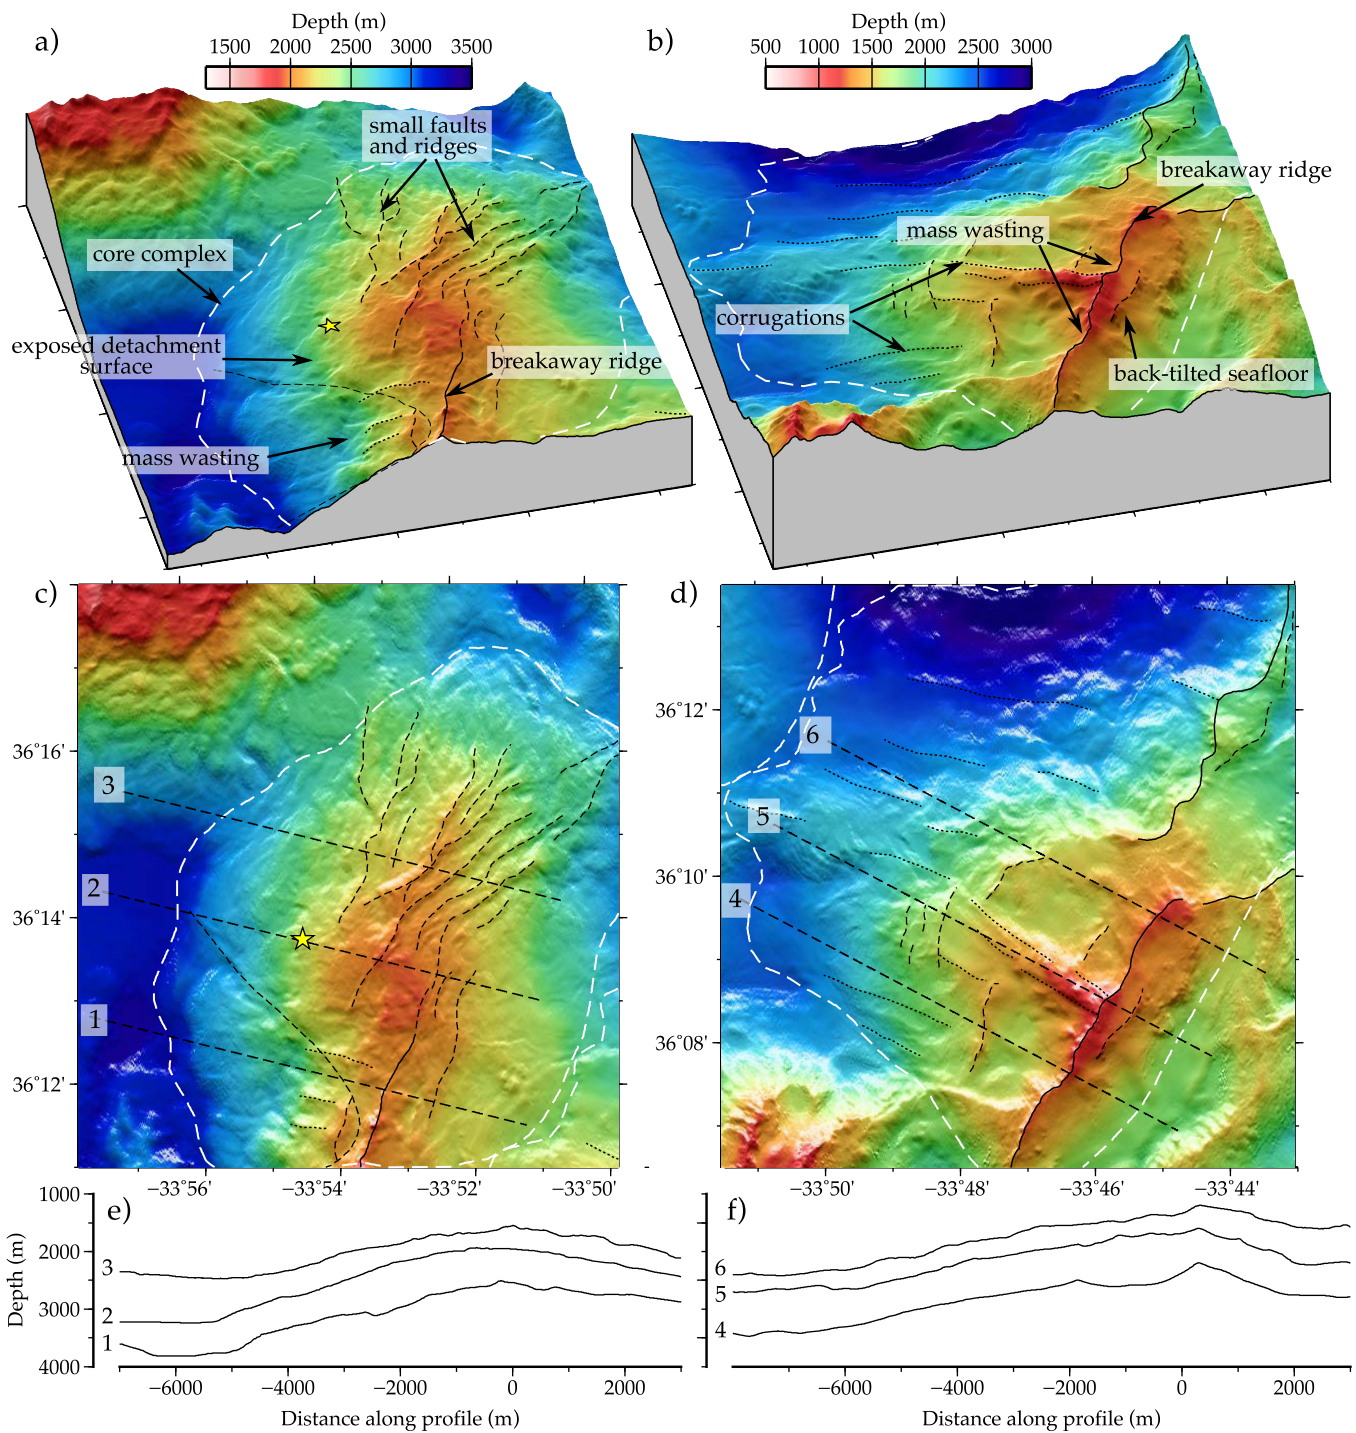 a)
Depth (m)
1500 2000 2500 3000 3500
small faults
and ridges
core complex
exposed detachment
surface
breakaway ridge
mass wasting
b)
Depth (m)
500 1000 1500 2000 2500 3000
breakaway ridge
mass wasting
corrugations
back-tilted seafloor
c)
36°16'
36°14'
36°12'
3
2
1
−33°56' −33°54' −33°52' −33°50'
d)
36°12'
36°10'
36°08'
6
5
4
−33°50' −33°48' −33°46' −33°44'
e)
Depth (m)
1000
2000
3000
4000
3
2
1
−6000 −4000 −2000 0 2000
Distance along profile (m)
f)
6
5
4
−6000 −4000 −2000 0 2000
Distance along profile (m)